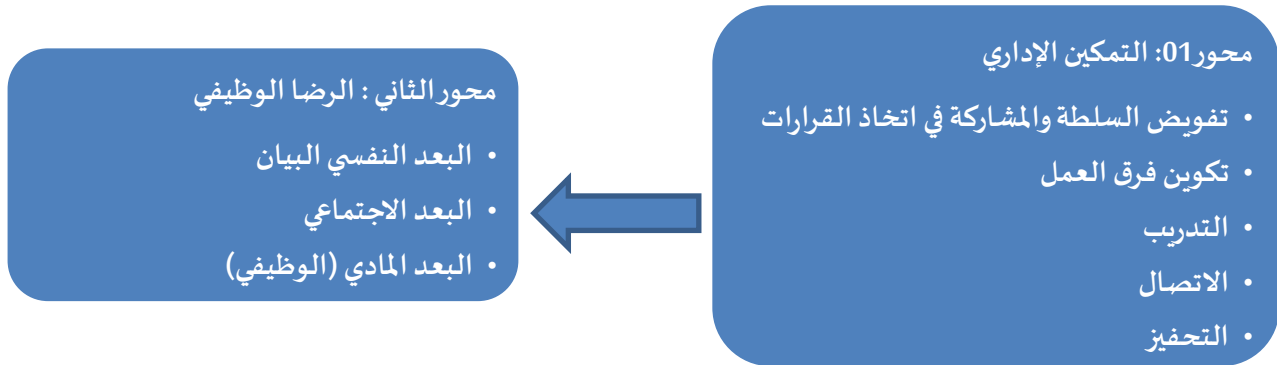 محور01: التمكين الإداري
• تفويض السلطة والمشاركة في اتخاذ القرارات
• تكوين فرق العمل
• التدريب
• الاتصال
• التحفيز
محور الثاني : الرضا الوظيفي
• البعد النفسي البيان
• البعد الاجتماعي
• البعد المادي (الوظيفي)